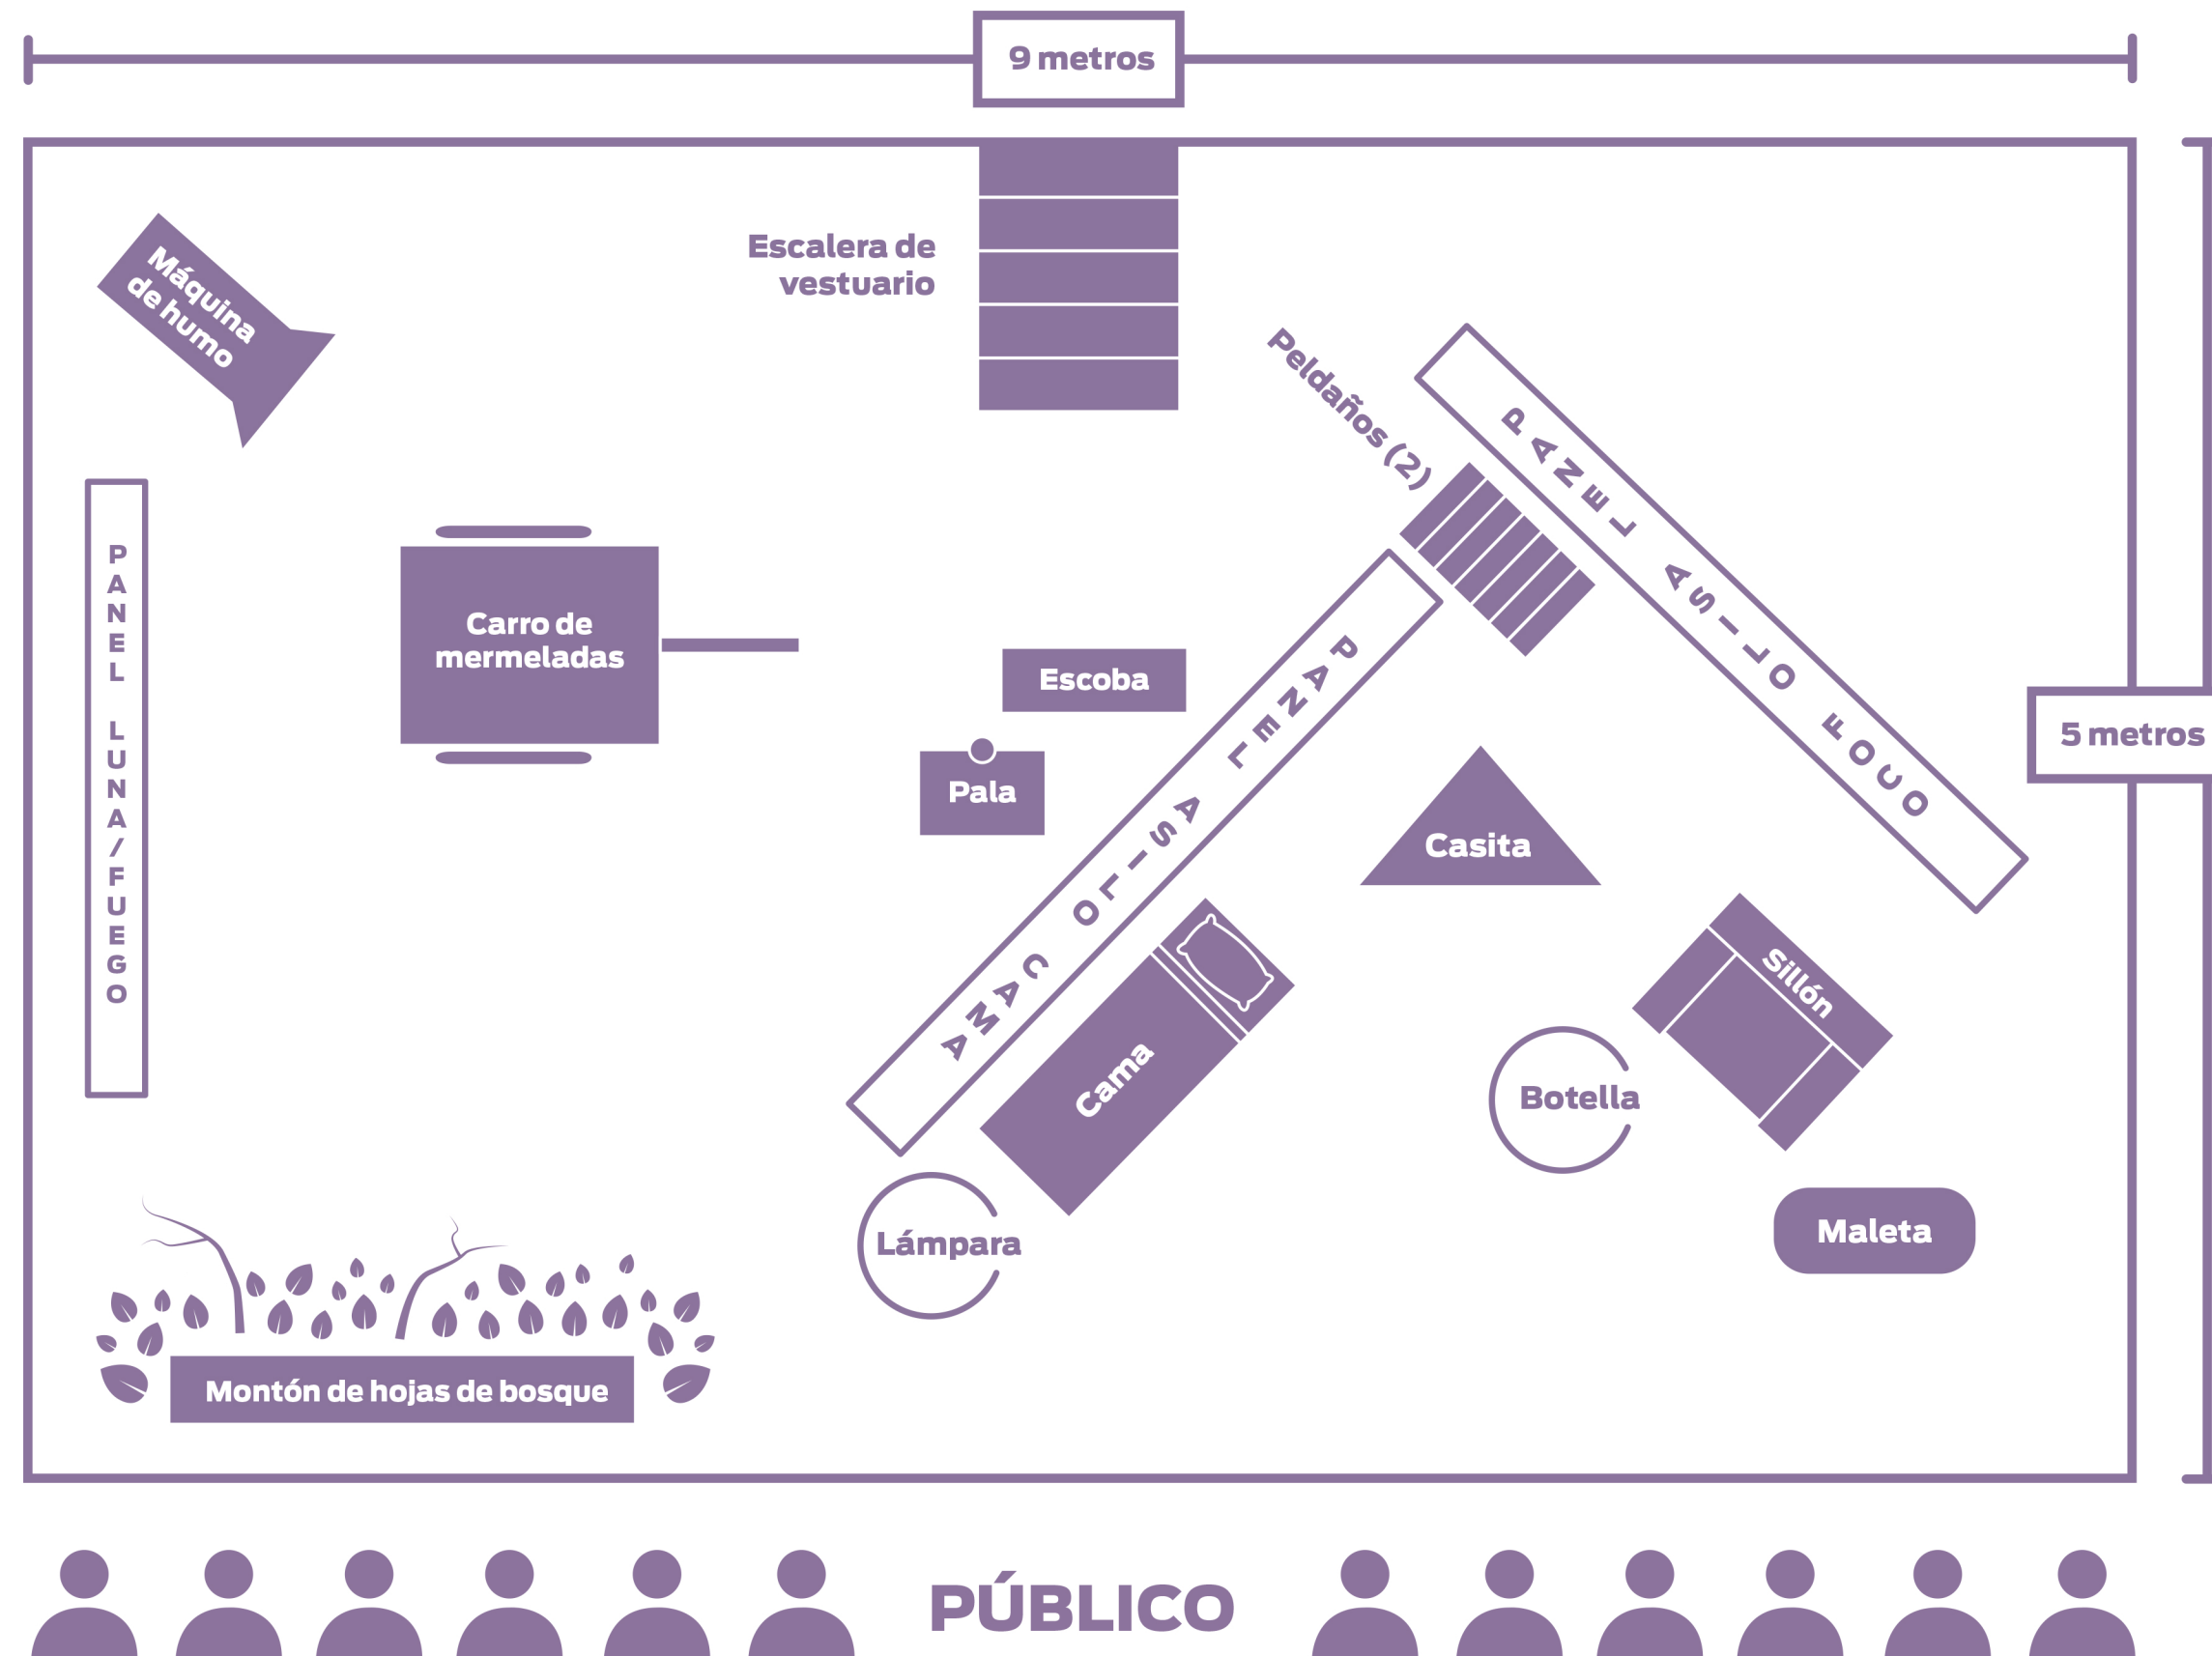 9 metros
Escalera de
vestuario
Máquina
de humo
Peldaños (2)
PANEL ASILO FOCO
PANEL LUNA/FUEGO
Carro de
mermeladas
Escoba
5 metros
Pala
PANEL ASILO CAMA
Casita
Sillón
Cama
Botella
Lámpara
Maleta
Montón de hojas de bosque
PÚBLICO